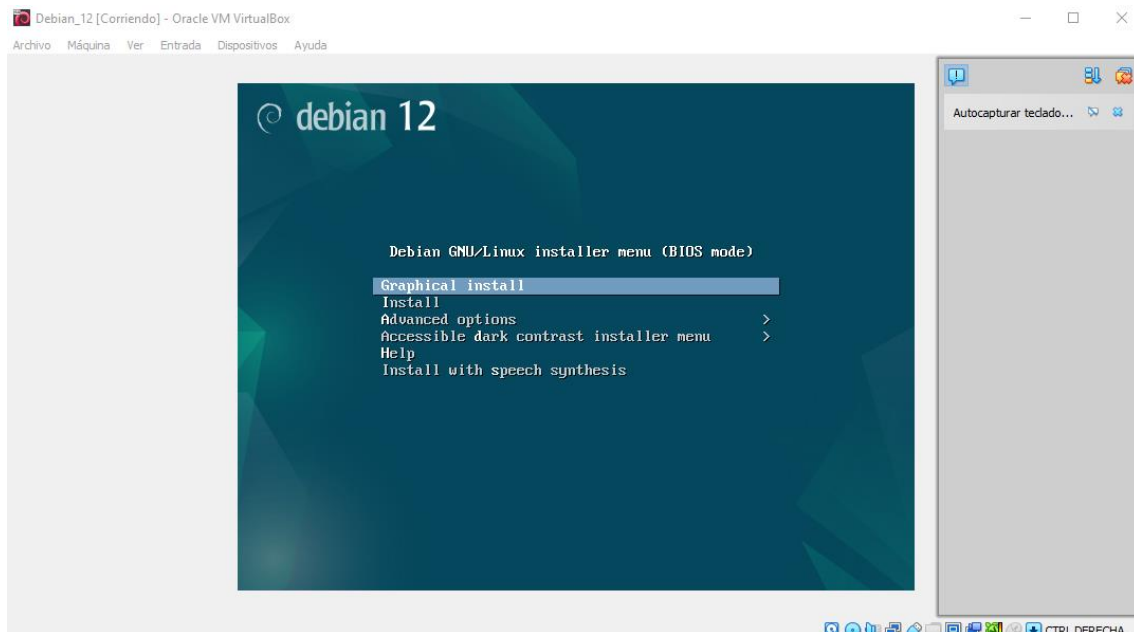 Debian_12 [Corriendo] - Oracle VM VirtualBox
Archivo Máquina Ver Entrada Dispositivos Ayuda
debian 12
Autocapturar teclado...
Debian GNU/Linux installer menu (BIOS mode)
Graphical install
Install
Advanced options >
Accessible dark contrast installer menu >
Help
Install with speech synthesis
CTRL DERECHA